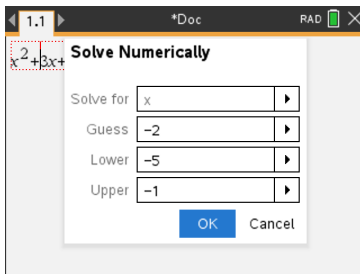 1.1 *Doc RAD
x²+3x+
Solve Numerically
Solve for x
Guess -2
Lower -5
Upper -1
OK Cancel